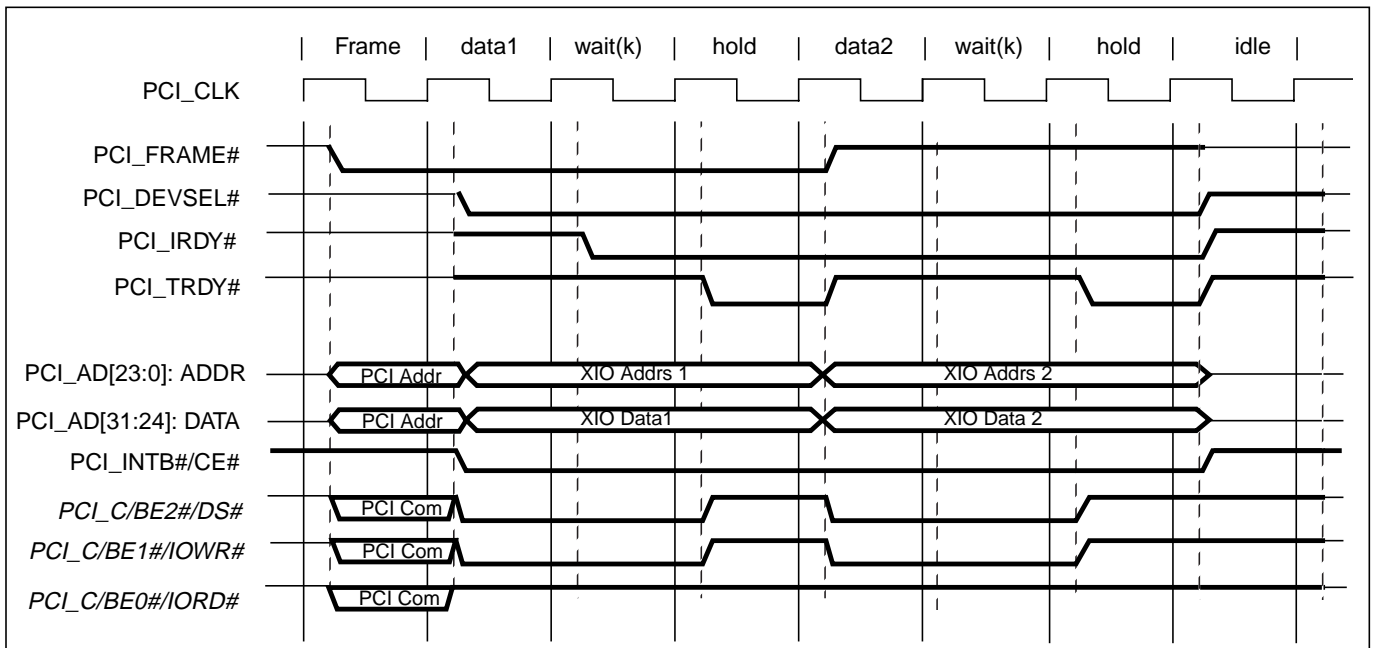 | Frame | data1 | wait(k) | hold | data2 | wait(k) | hold | idle |
PCI_CLK
PCI_FRAME#
PCI_DEVSEL#
PCI_IRDY#
PCI_TRDY#
PCI_AD[23:0]: ADDR PCI Addr XIO Addrs 1 XIO Addrs 2
PCI_AD[31:24]: DATA PCI Addr XIO Data1 XIO Data 2
PCI_INTB#/CE#
PCI_C/BE2#/DS# PCI Com
PCI_C/BE1#/IOWR# PCI Com
PCI_C/BE0#/IORD# PCI Com